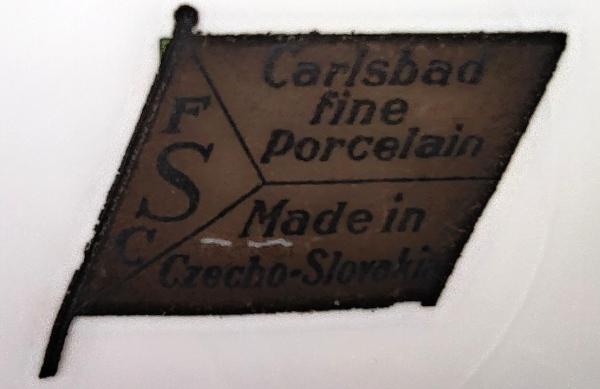 F
S
C
Carlsbad
fine
Porcelain
Made in
Czecho-Slovakia